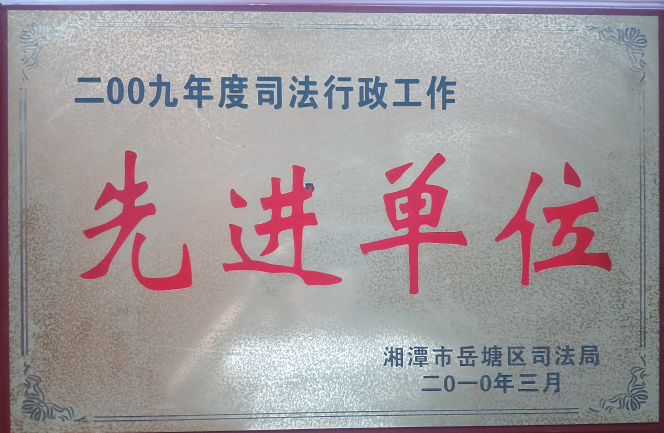 二00九年度司法行政工作
先进单位
湘潭市岳塘区司法局
二0一0年三月